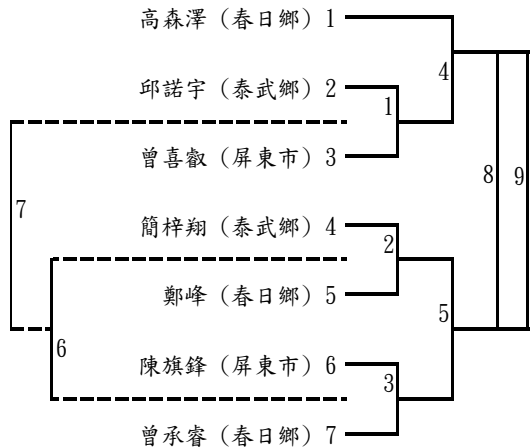 高森澤（春日鄉）1
4
邱諾宇（泰武鄉）2
1
曾喜叡（屏東市）3
8
9
7
簡梓翔（泰武鄉）4
2
鄭峰（春日鄉）5
5
6
陳旗鋒（屏東市）6
3
曾承睿（春日鄉）7